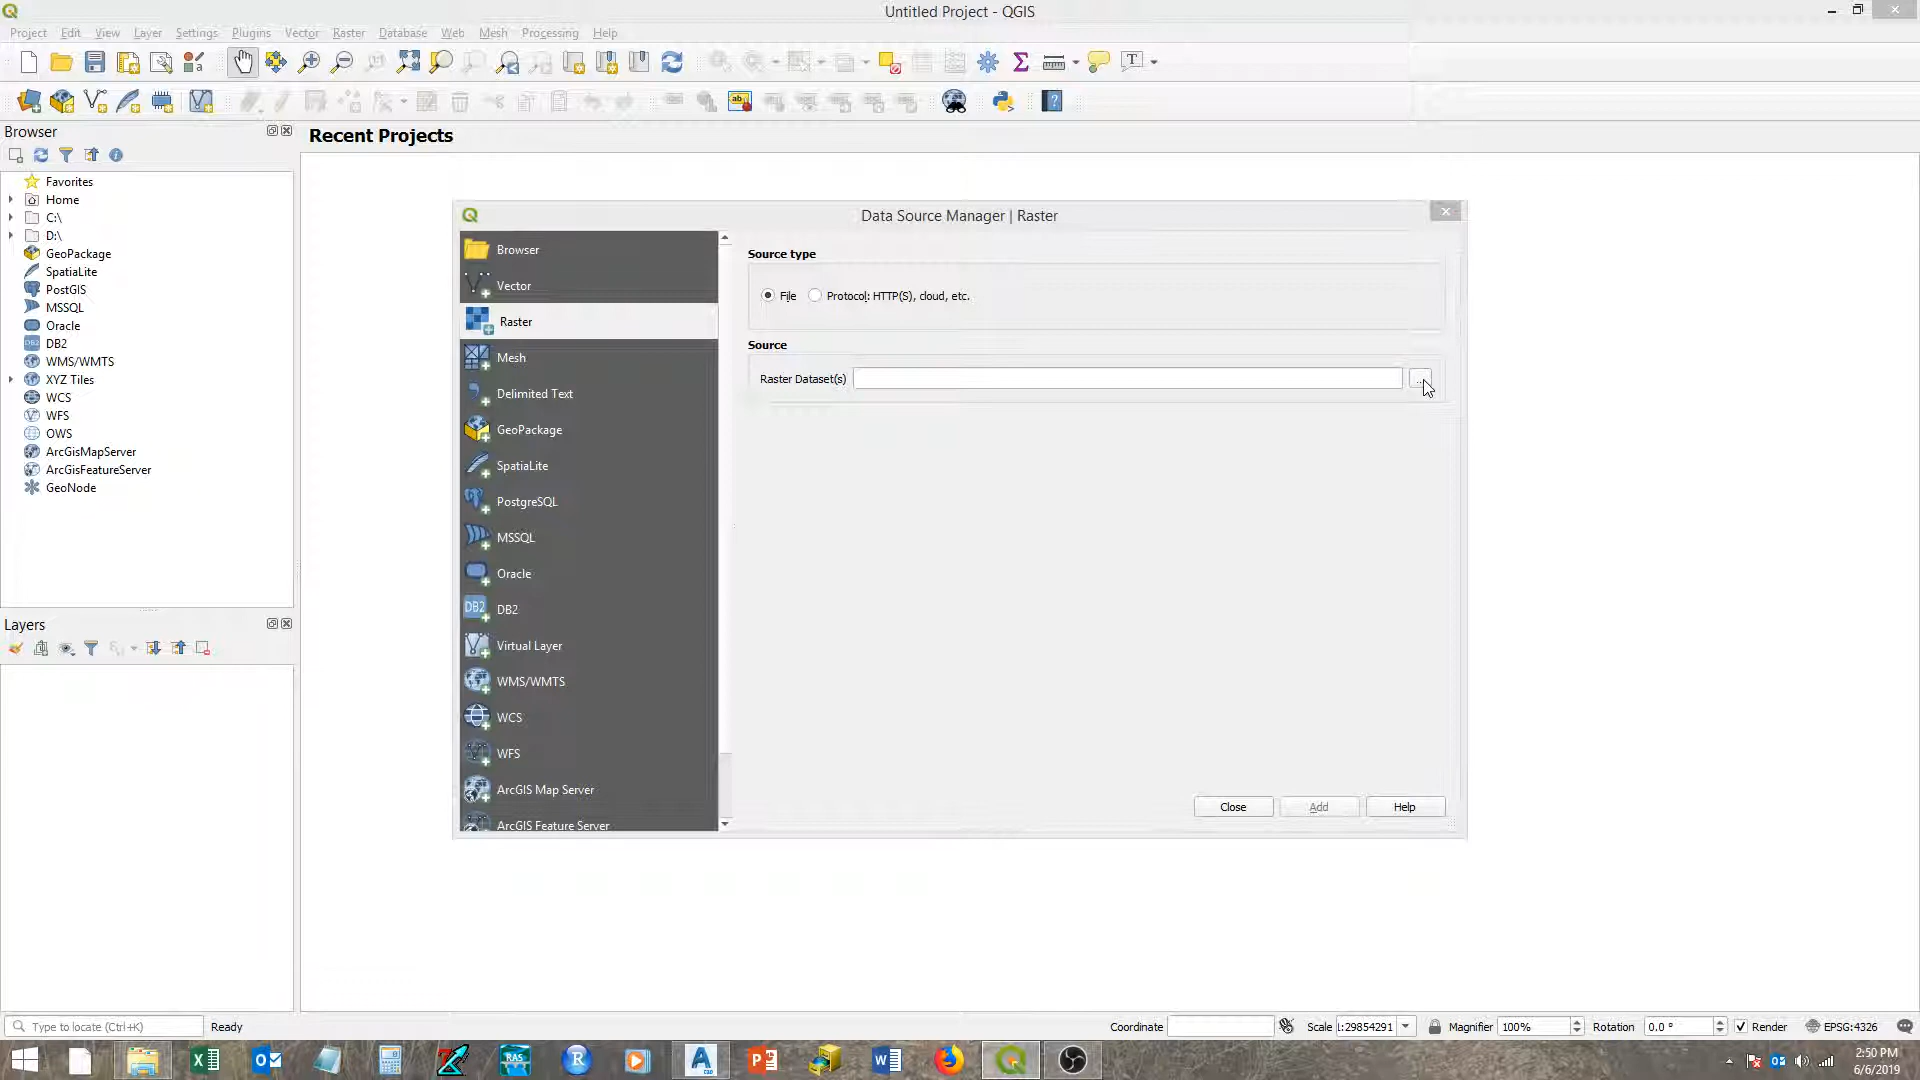 Untitled Project - QGIS
Project Edit View Layer Settings Plugins Vector Raster Database Web Mesh Processing Help
Browser
Recent Projects
Favorites
Home
C:\
D:\
GeoPackage
SpatiaLite
PostGIS
MSSQL
Oracle
DB2
WMS/WMTS
XYZ Tiles
WCS
WFS
OWS
ArcGisMapServer
ArcGisFeatureServer
GeoNode
Layers
Data Source Manager | Raster
Browser
Vector
Raster
Mesh
Delimited Text
GeoPackage
SpatiaLite
PostgreSQL
MSSQL
Oracle
DB2
Virtual Layer
WMS/WMTS
WCS
WFS
ArcGIS Map Server
ArcGIS Feature Server
Source type
File Protocol: HTTP(S), cloud, etc.
Source
Raster Dataset(s)
Close Add Help
Type to locate (Ctrl+K) Ready Coordinate Scale 1:29854291 Magnifier 100% Rotation 0.0 ° Render EPSG:4326
2:50 PM
6/6/2019